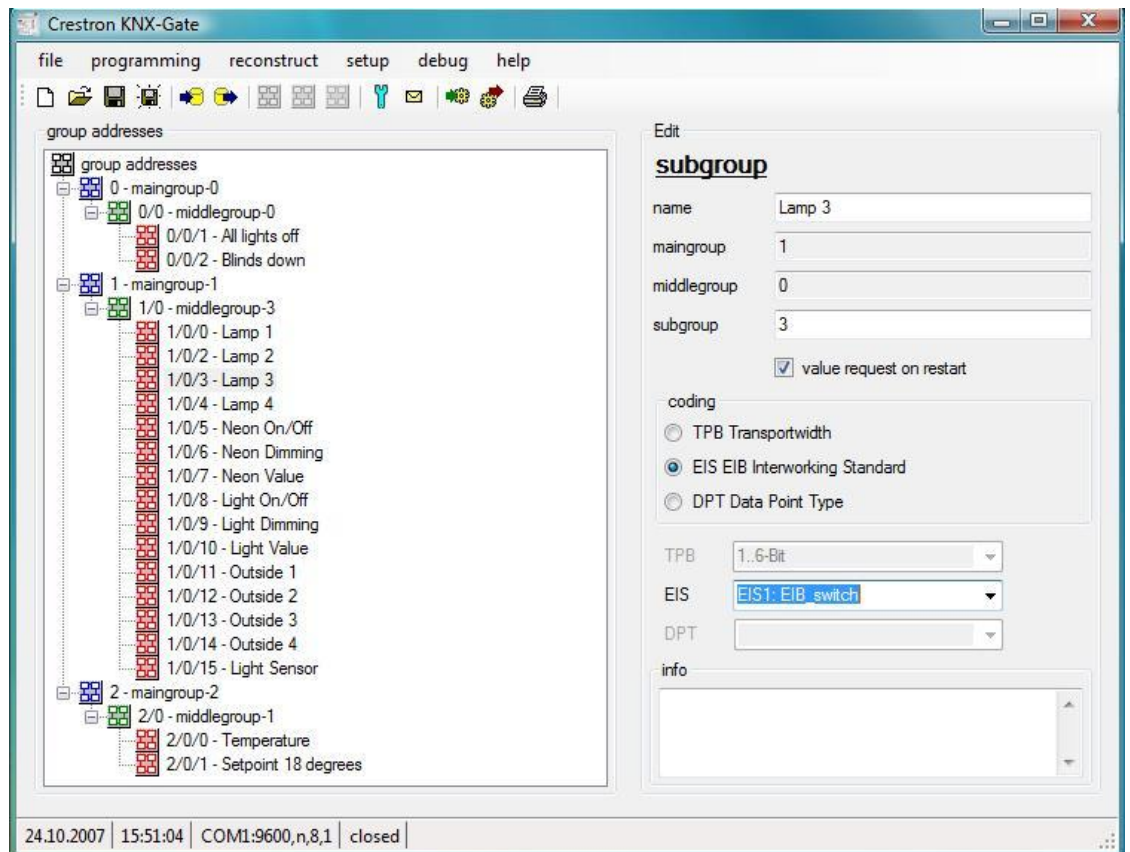 Crestron KNX-Gate
file programming reconstruct setup debug help
group addresses
group addresses
0 - maingroup-0
0/0 - middlegroup-0
0/0/1 - All lights off
0/0/2 - Blinds down
1 - maingroup-1
1/0 - middlegroup-3
1/0/0 - Lamp 1
1/0/2 - Lamp 2
1/0/3 - Lamp 3
1/0/4 - Lamp 4
1/0/5 - Neon On/Off
1/0/6 - Neon Dimming
1/0/7 - Neon Value
1/0/8 - Light On/Off
1/0/9 - Light Dimming
1/0/10 - Light Value
1/0/11 - Outside 1
1/0/12 - Outside 2
1/0/13 - Outside 3
1/0/14 - Outside 4
1/0/15 - Light Sensor
2 - maingroup-2
2/0 - middlegroup-1
2/0/0 - Temperature
2/0/1 - Setpoint 18 degrees
Edit
subgroup
name Lamp 3
maingroup 1
middlegroup 0
subgroup 3
value request on restart
coding
TPB Transportwidth
EIS EIB Interworking Standard
DPT Data Point Type
TPB 1..6-Bit
EIS EIS1: EIB_switch
DPT
info
24.10.2007 15:51:04 COM1:9600,n,8,1 closed